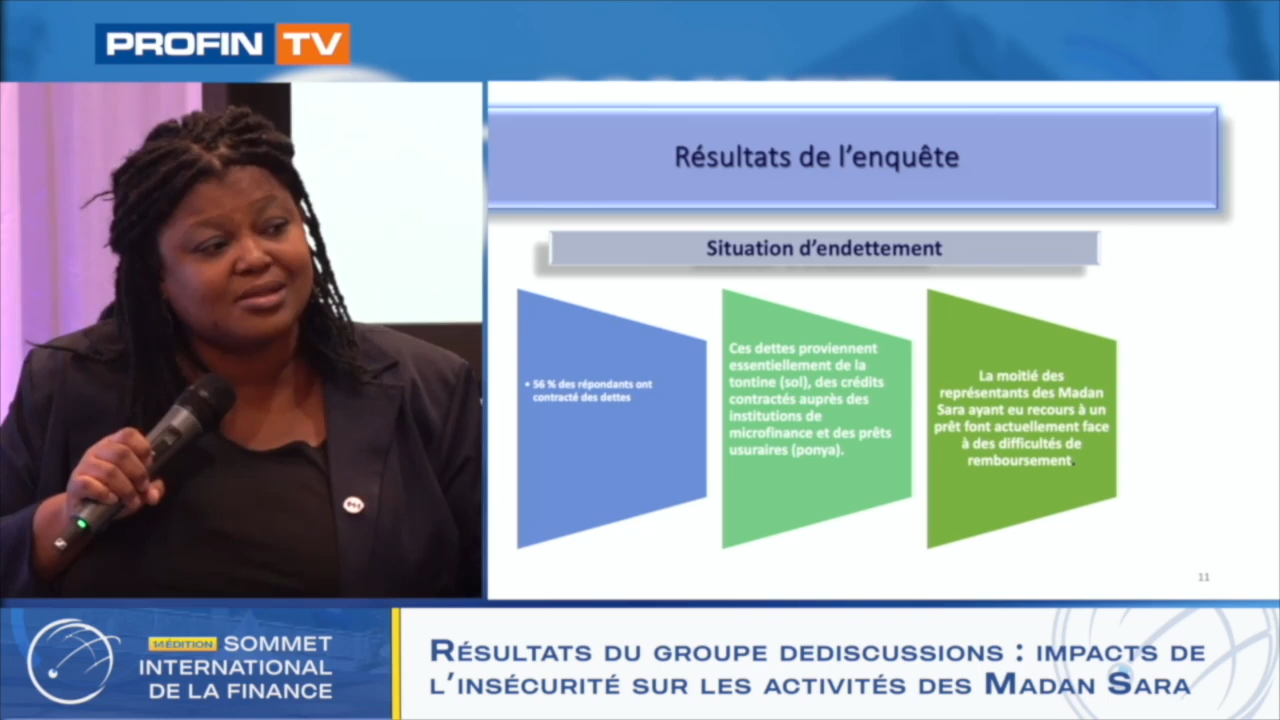 PROFIN TV
Résultats de l'enquête
Situation d'endettement
• 56 % des répondants ont
contracté des dettes
Ces dettes proviennent
essentiellement de la
tontine (sol), des crédits
contractés auprès des
institutions de
microfinance et des prêts
usuraires (ponya).
La moitié des
représentants des Madan
Sara ayant eu recours à un
prêt font actuellement face
à des difficultés de
remboursement.
11
14 ÉDITION SOMMET
INTERNATIONAL
DE LA FINANCE
RÉSULTATS DU GROUPE DEDISCUSSIONS : IMPACTS DE
L'INSÉCURITÉ SUR LES ACTIVITÉS DES MADAN SARA